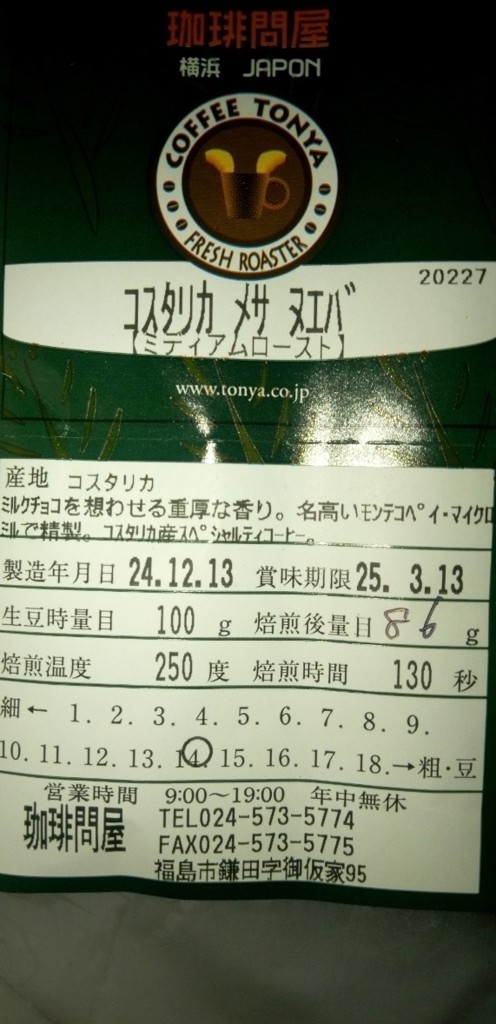 珈琲問屋
横浜 JAPON
COFFEE TONYA
FRESH ROASTER
20227
コスタリカ メサ ヌエバ
【ミディアムロースト】
www.tonya.co.jp
産地 コスタリカ
ミルクチョコを想わせる重厚な香り。名高いモンテコペイ・マイクロ
ミルで精製。コスタリカ産スペシャルティコーヒー。
製造年月日 24.12.13 賞味期限 25. 3.13
生豆時量目 100 g 焙煎後量目 86 g
焙煎温度 250 度 焙煎時間 130 秒
細← 1. 2. 3. 4. 5. 6. 7. 8. 9.
10. 11. 12. 13. 14. 15. 16. 17. 18.→粗・豆
営業時間 9:00〜19:00 年中無休
珈琲問屋 TEL024-573-5774
FAX024-573-5775
福島市鎌田字御仮家95